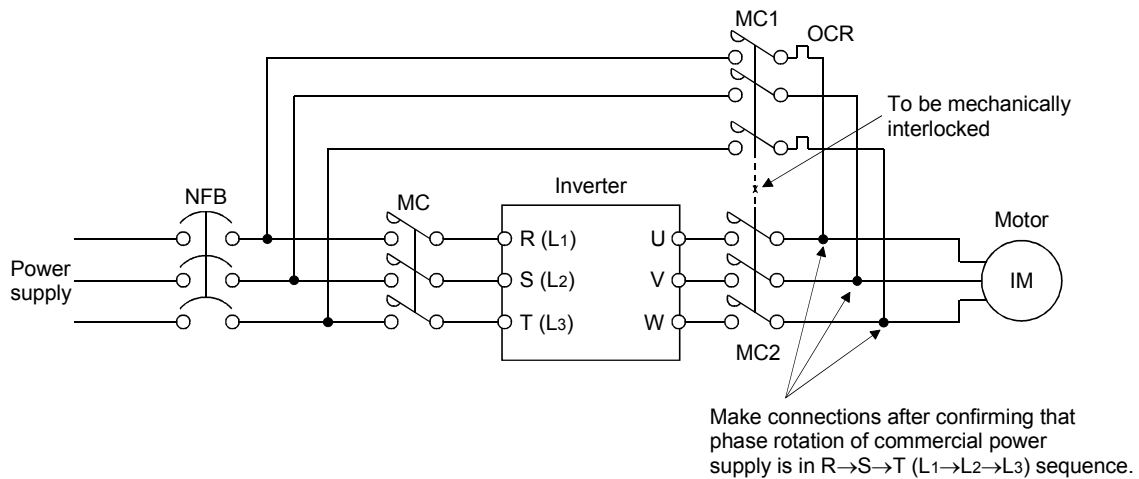 MC1
OCR
To be mechanically
interlocked
NFB
MC
Inverter
Motor
R (L1)
U
S (L2)
V
IM
Power
supply
T (L3)
W
MC2
Make connections after confirming that
phase rotation of commercial power
supply is in R→S→T (L1→L2→L3) sequence.